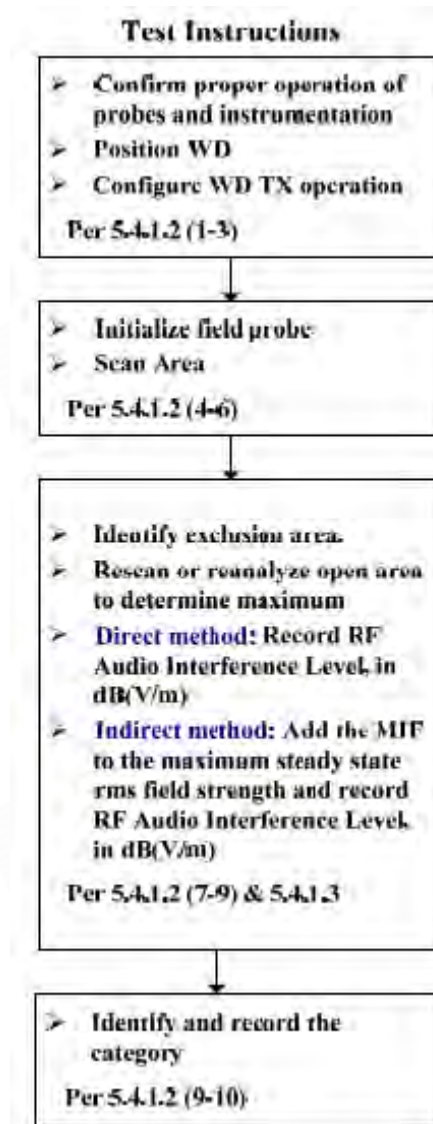 Test Instructions
➢ Confirm proper operation of
probes and instrumentation
➢ Position WD
➢ Configure WD TX operation
Per 5.4.1.2 (1-3)
➢ Initialize field probe
➢ Scan Area
Per 5.4.1.2 (4-6)
➢ Identify exclusion area.
➢ Rescan or reanalyze open area
to determine maximum
➢ Direct method: Record RF
Audio Interference Level, in
dB(V/m)
➢ Indirect method: Add the MIF
to the maximum steady state
rms field strength and record
RF Audio Interference Level,
in dB(V/m)
Per 5.4.1.2 (7-9) & 5.4.1.3
➢ Identify and record the
category
Per 5.4.1.2 (9-10)